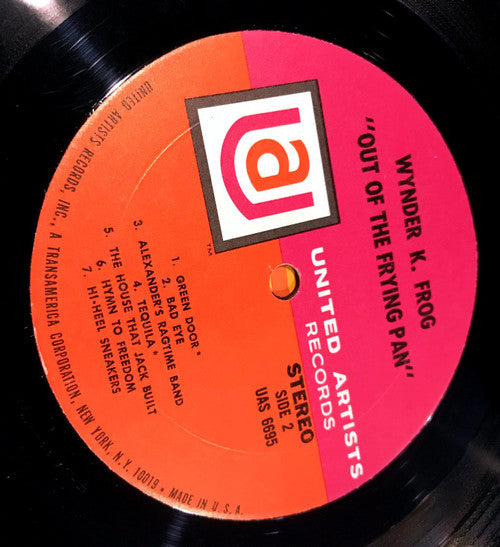 WYNDER K. FROG
"OUT OF THE FRYING PAN"
ua
UNITED ARTISTS
RECORDS
TM
STEREO
SIDE 2
UAS 6695
1. GREEN DOOR*
2. BAD EYE
3. ALEXANDER'S RAGTIME BAND
4. TEQUILA*
5. THE HOUSE THAT JACK BUILT
6. HYMN TO FREEDOM
7. HI-HEEL SNEAKERS
UNITED ARTISTS RECORDS, INC., A TRANSAMERICA CORPORATION, NEW YORK, N.Y. 10019 • MADE IN U.S.A.